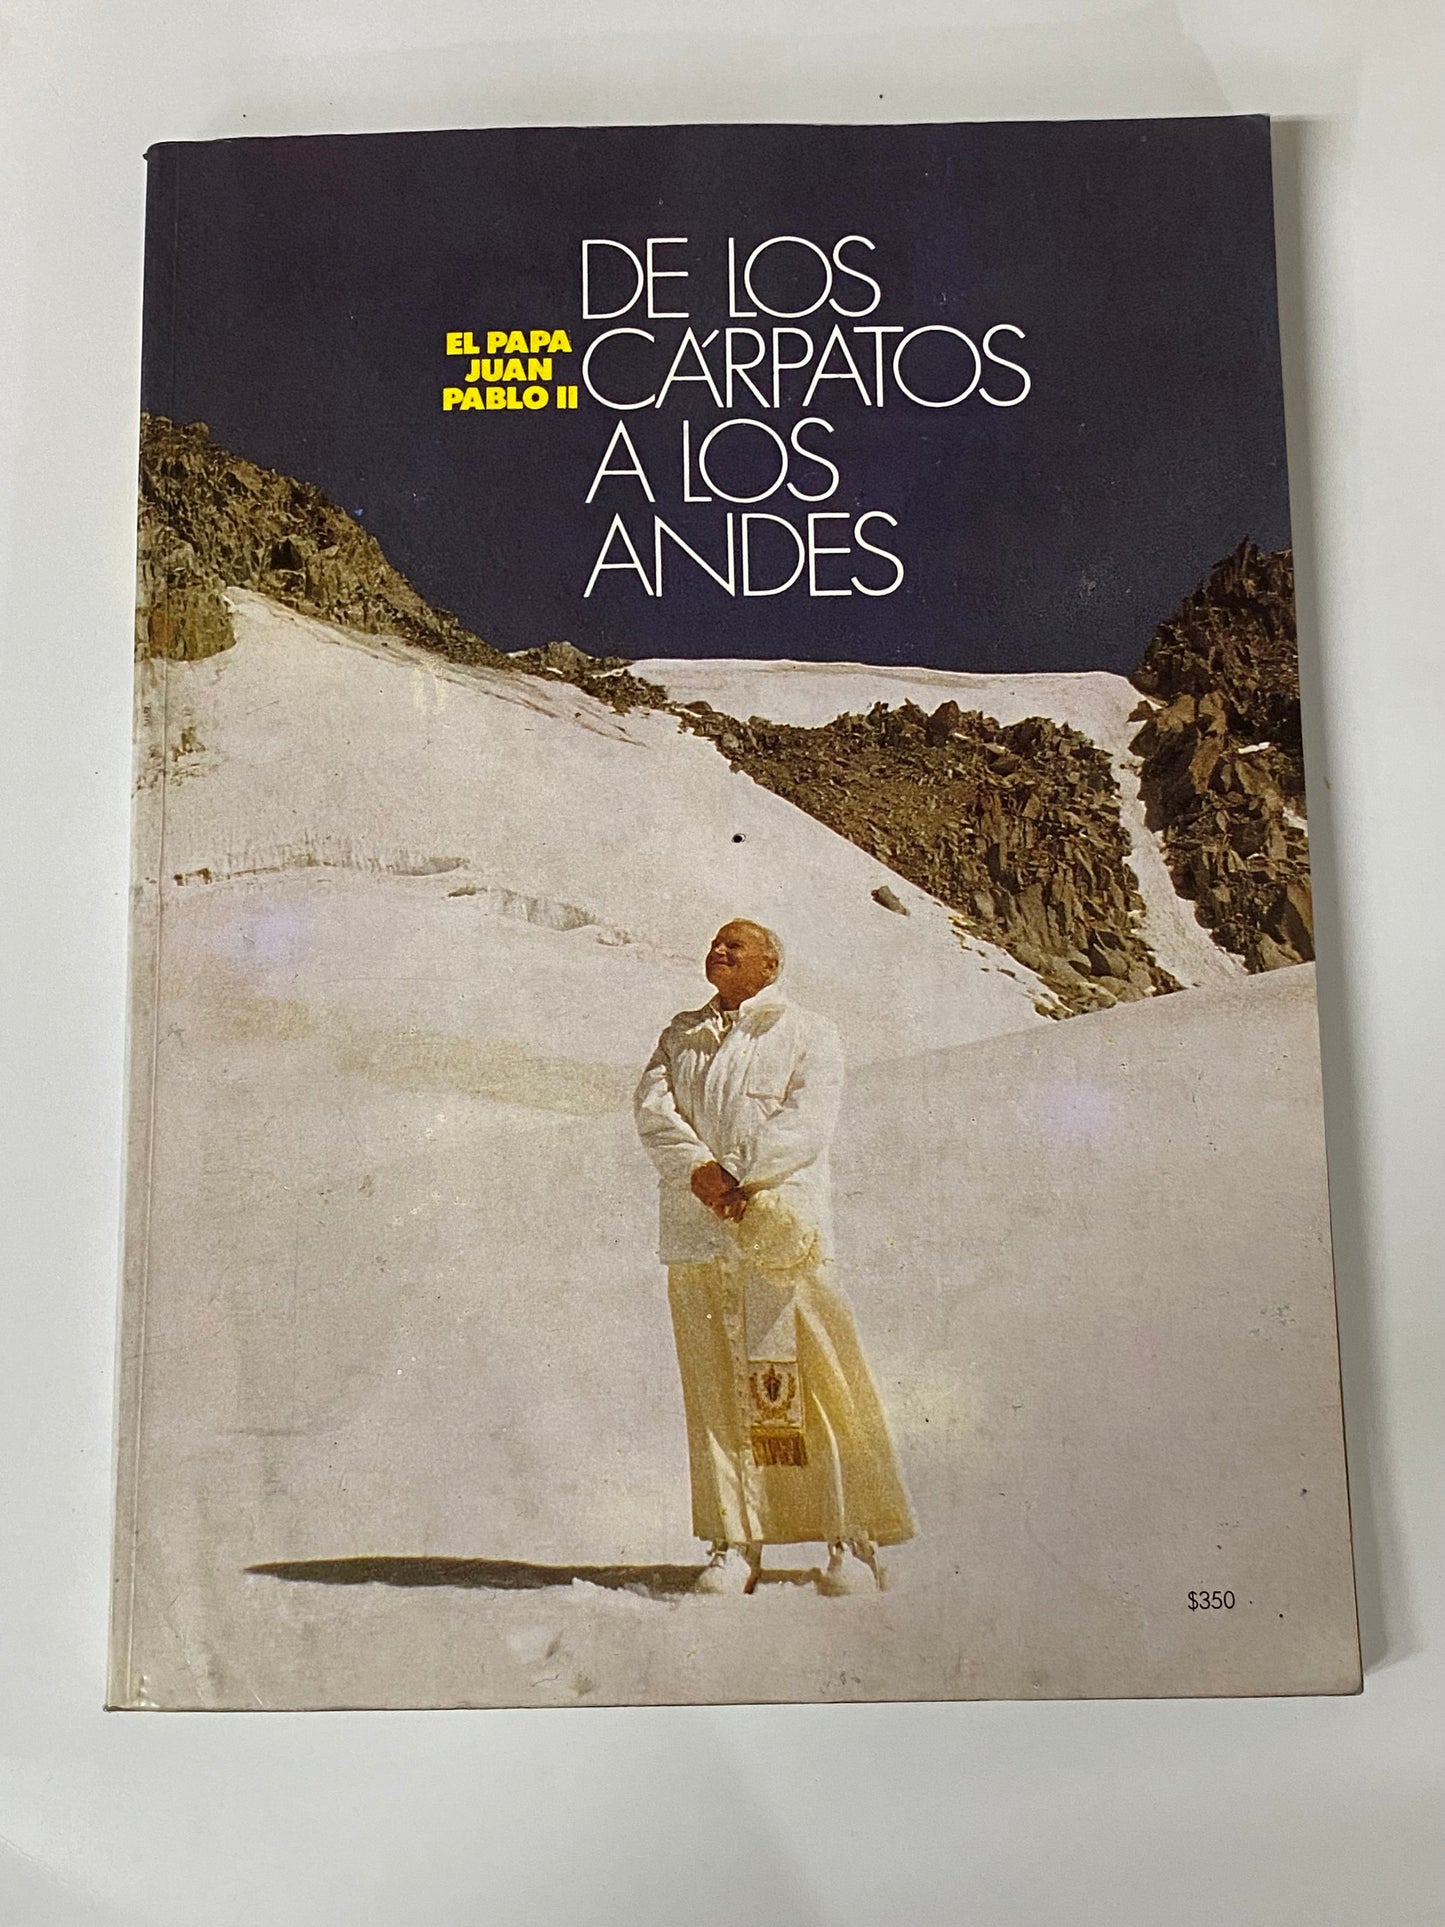 DE LOS
CÁRPATOS
A LOS
ANDES
EL PAPA
JUAN
PABLO II
$350